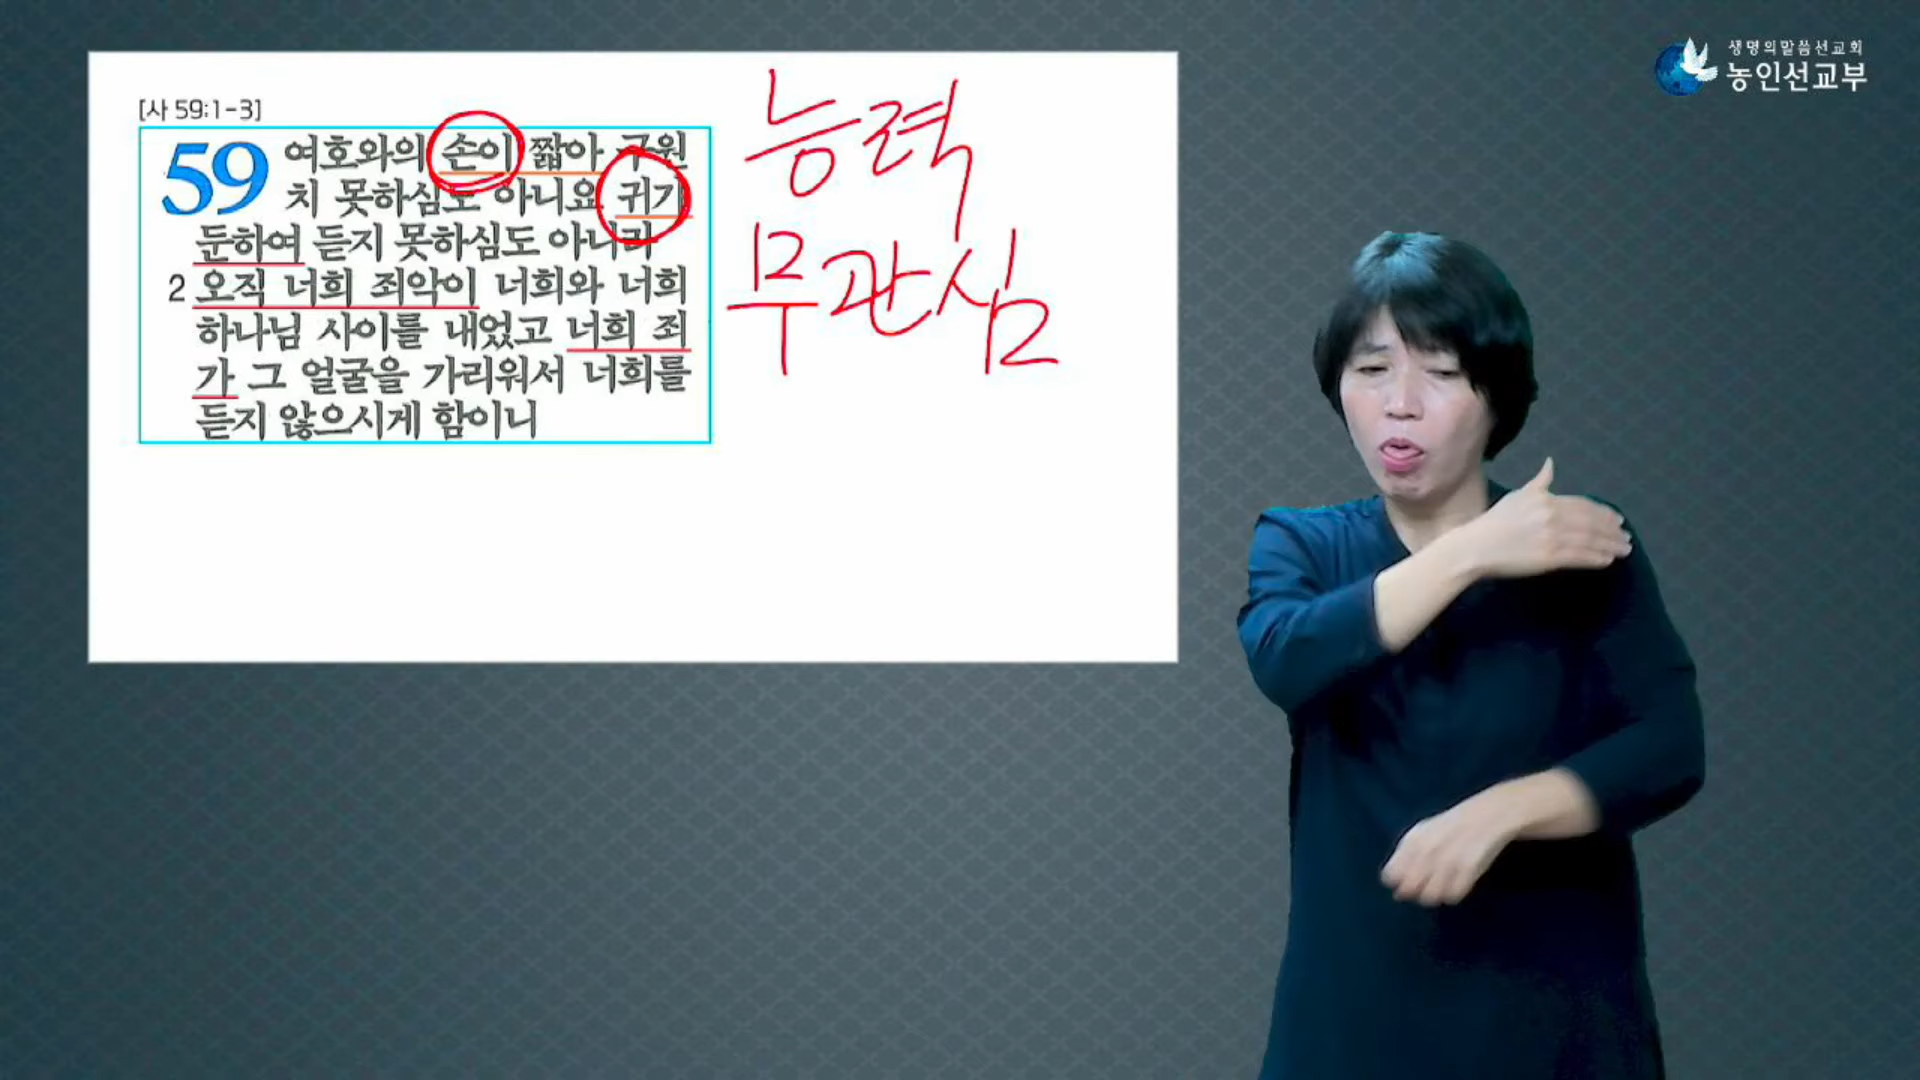 [사 59:1-3]
59 여호와의 손이 짧아 구원
치 못하심도 아니요 귀가
둔하여 듣지 못하심도 아니라
2 오직 너희 죄악이 너희와 너희
하나님 사이를 내었고 너희 죄
가 그 얼굴을 가리워서 너희를
듣지 않으시게 함이니
능력
무관심
생명의말씀선교회
농인선교부